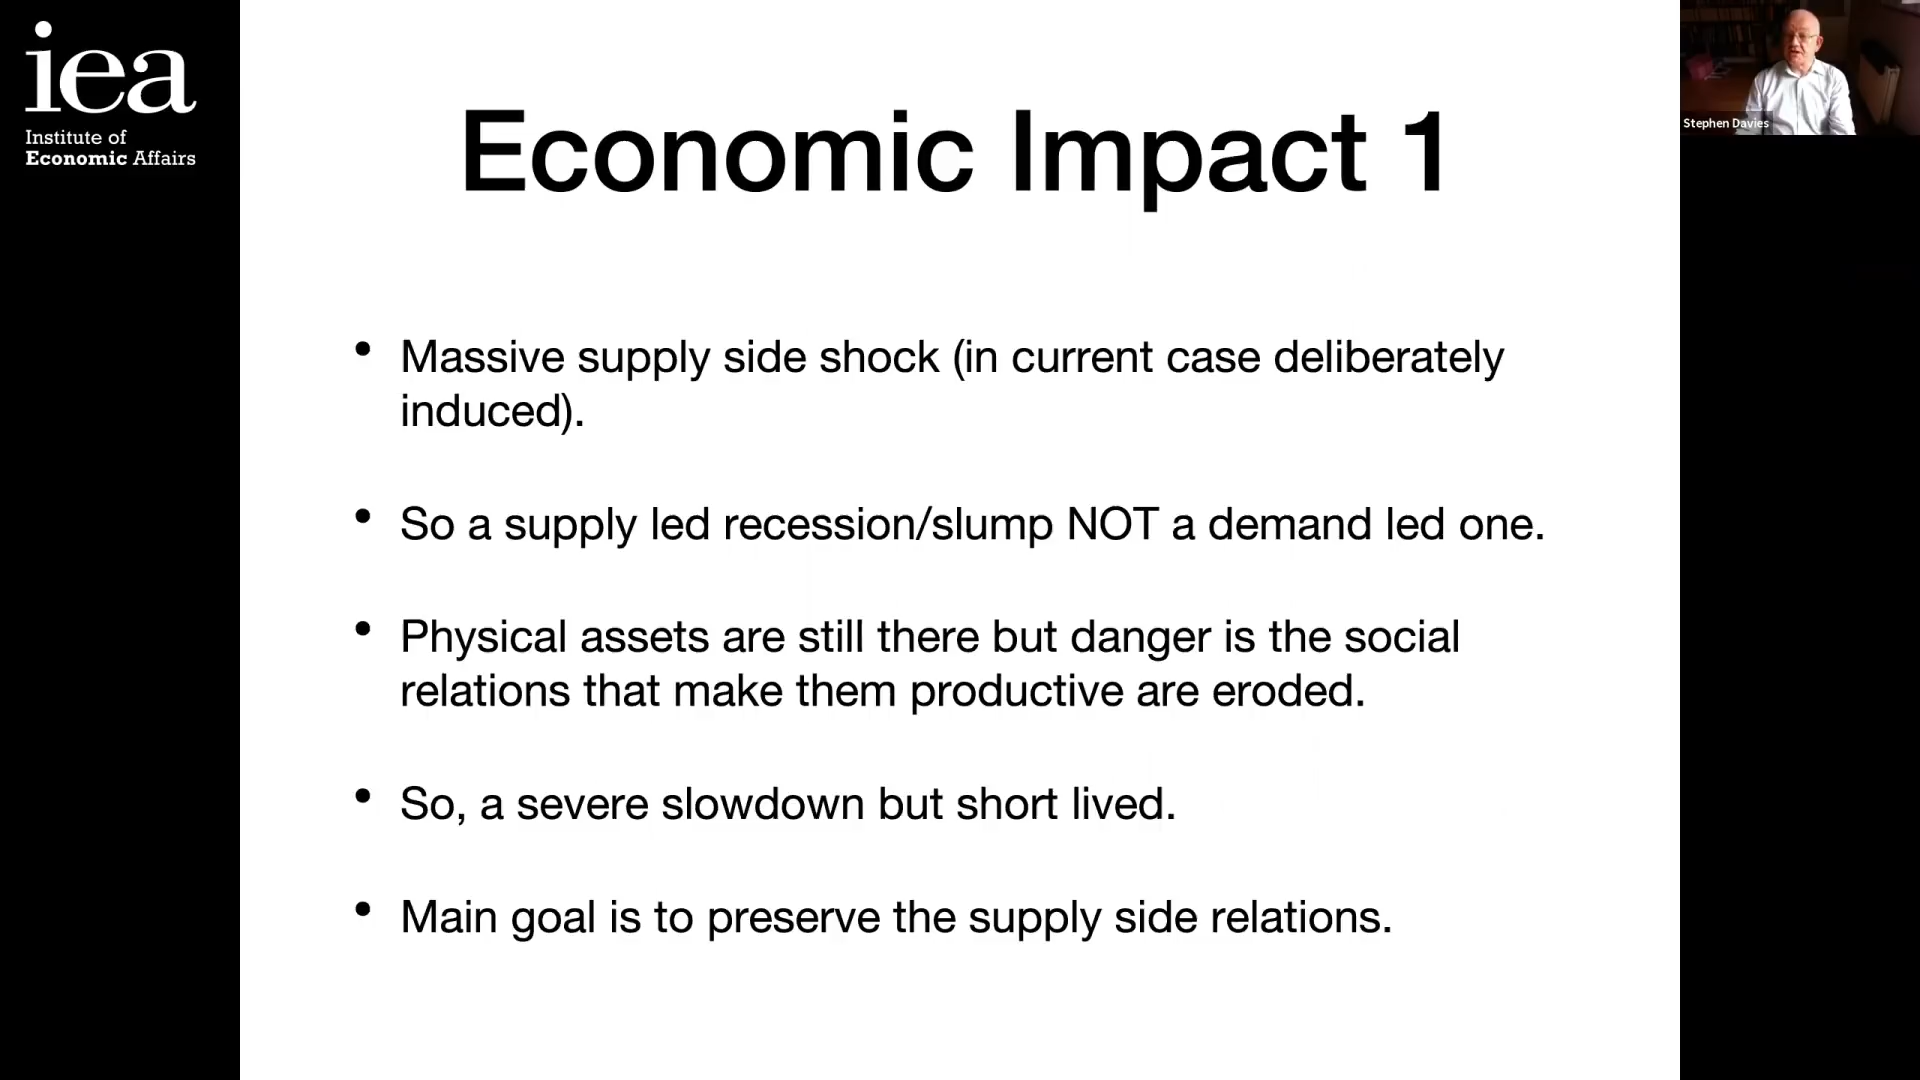 iea
Institute of
Economic Affairs
Economic Impact 1
• Massive supply side shock (in current case deliberately
induced).
• So a supply led recession/slump NOT a demand led one.
• Physical assets are still there but danger is the social
relations that make them productive are eroded.
• So, a severe slowdown but short lived.
• Main goal is to preserve the supply side relations.
Stephen Davies